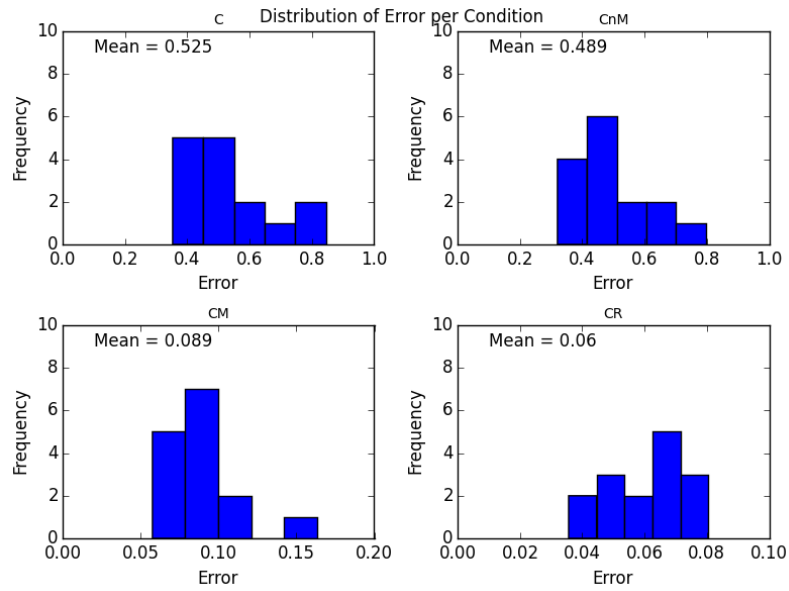 Distribution of Error per Condition
C
Mean = 0.525
Frequency
10
8
6
4
2
0
0.0 0.2 0.4 0.6 0.8 1.0
Error
CnM
Mean = 0.489
Frequency
10
8
6
4
2
0
0.0 0.2 0.4 0.6 0.8 1.0
Error
CM
Mean = 0.089
Frequency
10
8
6
4
2
0
0.00 0.05 0.10 0.15 0.20
Error
CR
Mean = 0.06
Frequency
10
8
6
4
2
0
0.00 0.02 0.04 0.06 0.08 0.10
Error